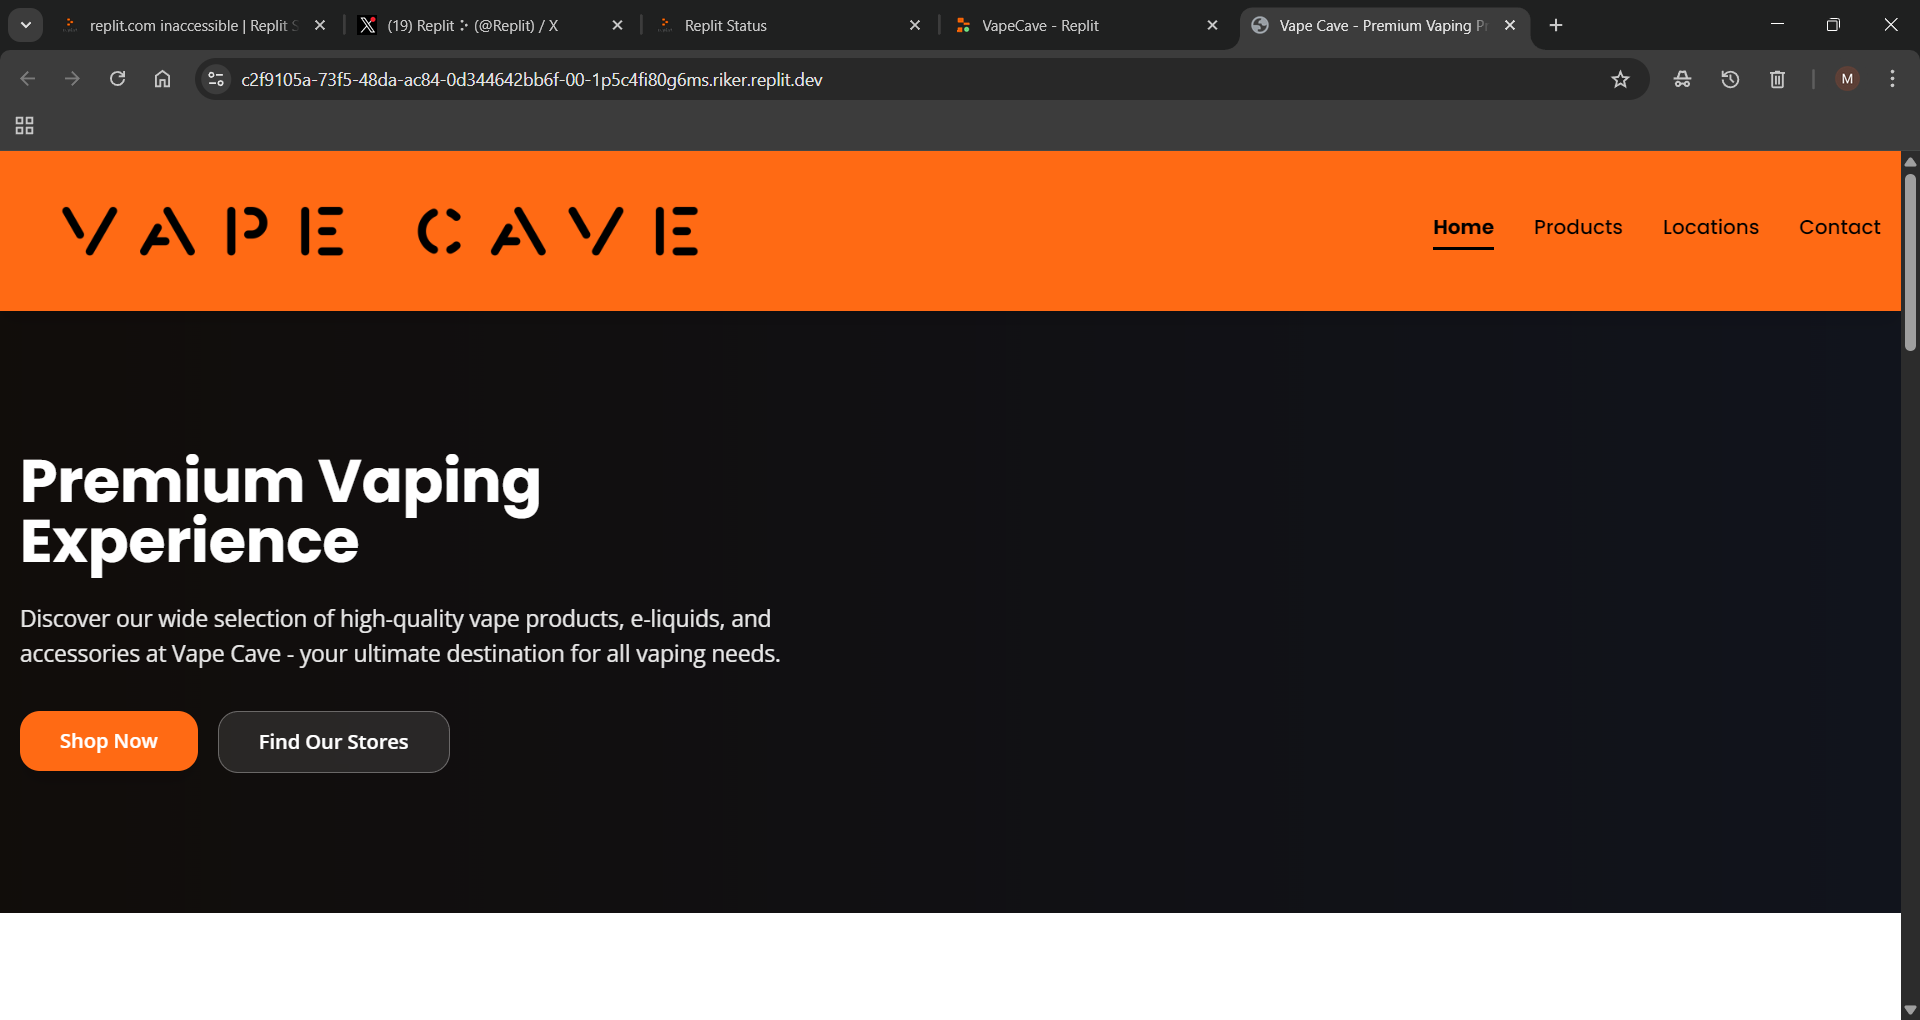 replit.com inaccessible | Replit S
(19) Replit ⠕ (@Replit) / X
Replit Status
VapeCave - Replit
Vape Cave - Premium Vaping Pr
c2f9105a-73f5-48da-ac84-0d344642bb6f-00-1p5c4fi80g6ms.riker.replit.dev
M
VAPE CAVE
Home
Products
Locations
Contact
Premium Vaping
Experience
Discover our wide selection of high-quality vape products, e-liquids, and
accessories at Vape Cave - your ultimate destination for all vaping needs.
Shop Now
Find Our Stores